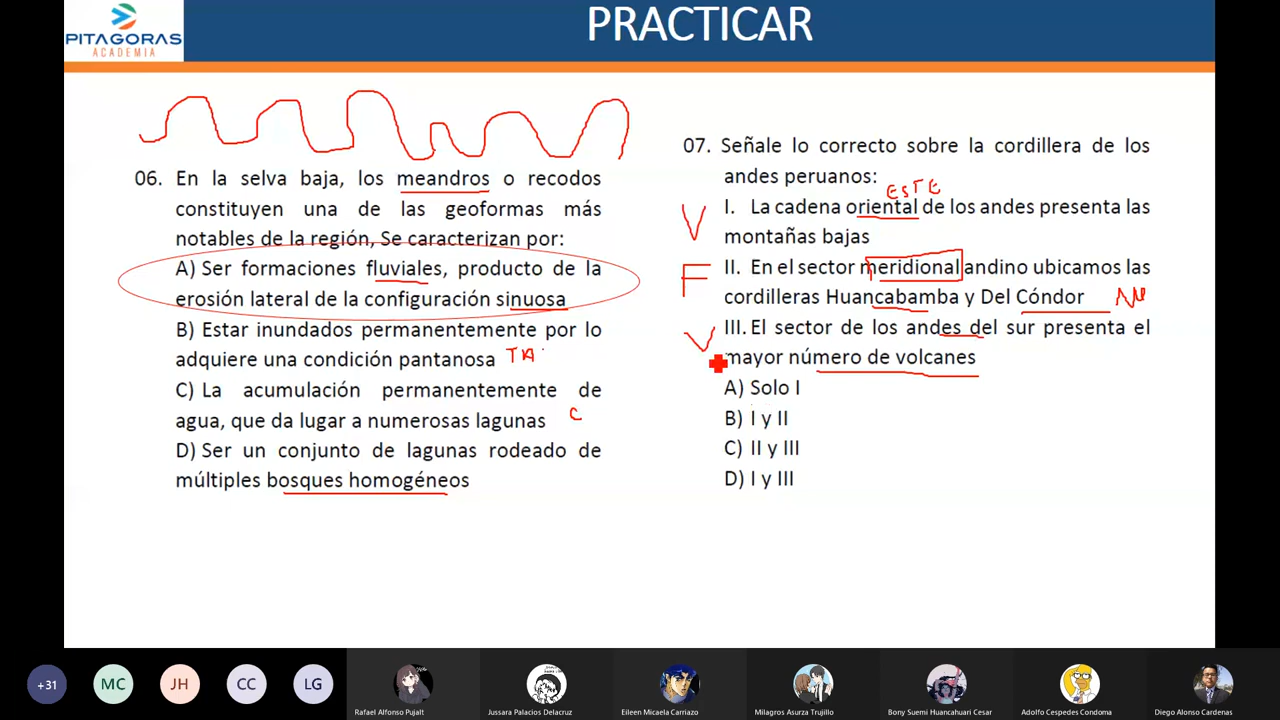 PRACTICAR
PITAGORAS
ACADEMIA
06. En la selva baja, los meandros o recodos
constituyen una de las geoformas más
notables de la región, Se caracterizan por:
A) Ser formaciones fluviales, producto de la
erosión lateral de la configuración sinuosa
B) Estar inundados permanentemente por lo
adquiere una condición pantanosa TA
C) La acumulación permanentemente de
agua, que da lugar a numerosas lagunas C
D) Ser un conjunto de lagunas rodeado de
múltiples bosques homogéneos
07. Señale lo correcto sobre la cordillera de los
andes peruanos:
ESTE
V I. La cadena oriental de los andes presenta las
montañas bajas
F II. En el sector meridional andino ubicamos las
cordilleras Huancabamba y Del Cóndor
V III. El sector de los andes del sur presenta el
mayor número de volcanes
A) Solo I
B) I y II
C) II y III
D) I y III
+31 MC JH CC LG
Rafael Alfonso Pujalt
Jussara Palacios Delacruz
Eileen Micaela Carriazo
Milagros Asurza Trujillo
Bony Suemi Huancahuari Cesar
Adolfo Cespedes Condoma
Diego Alonso Cardenas